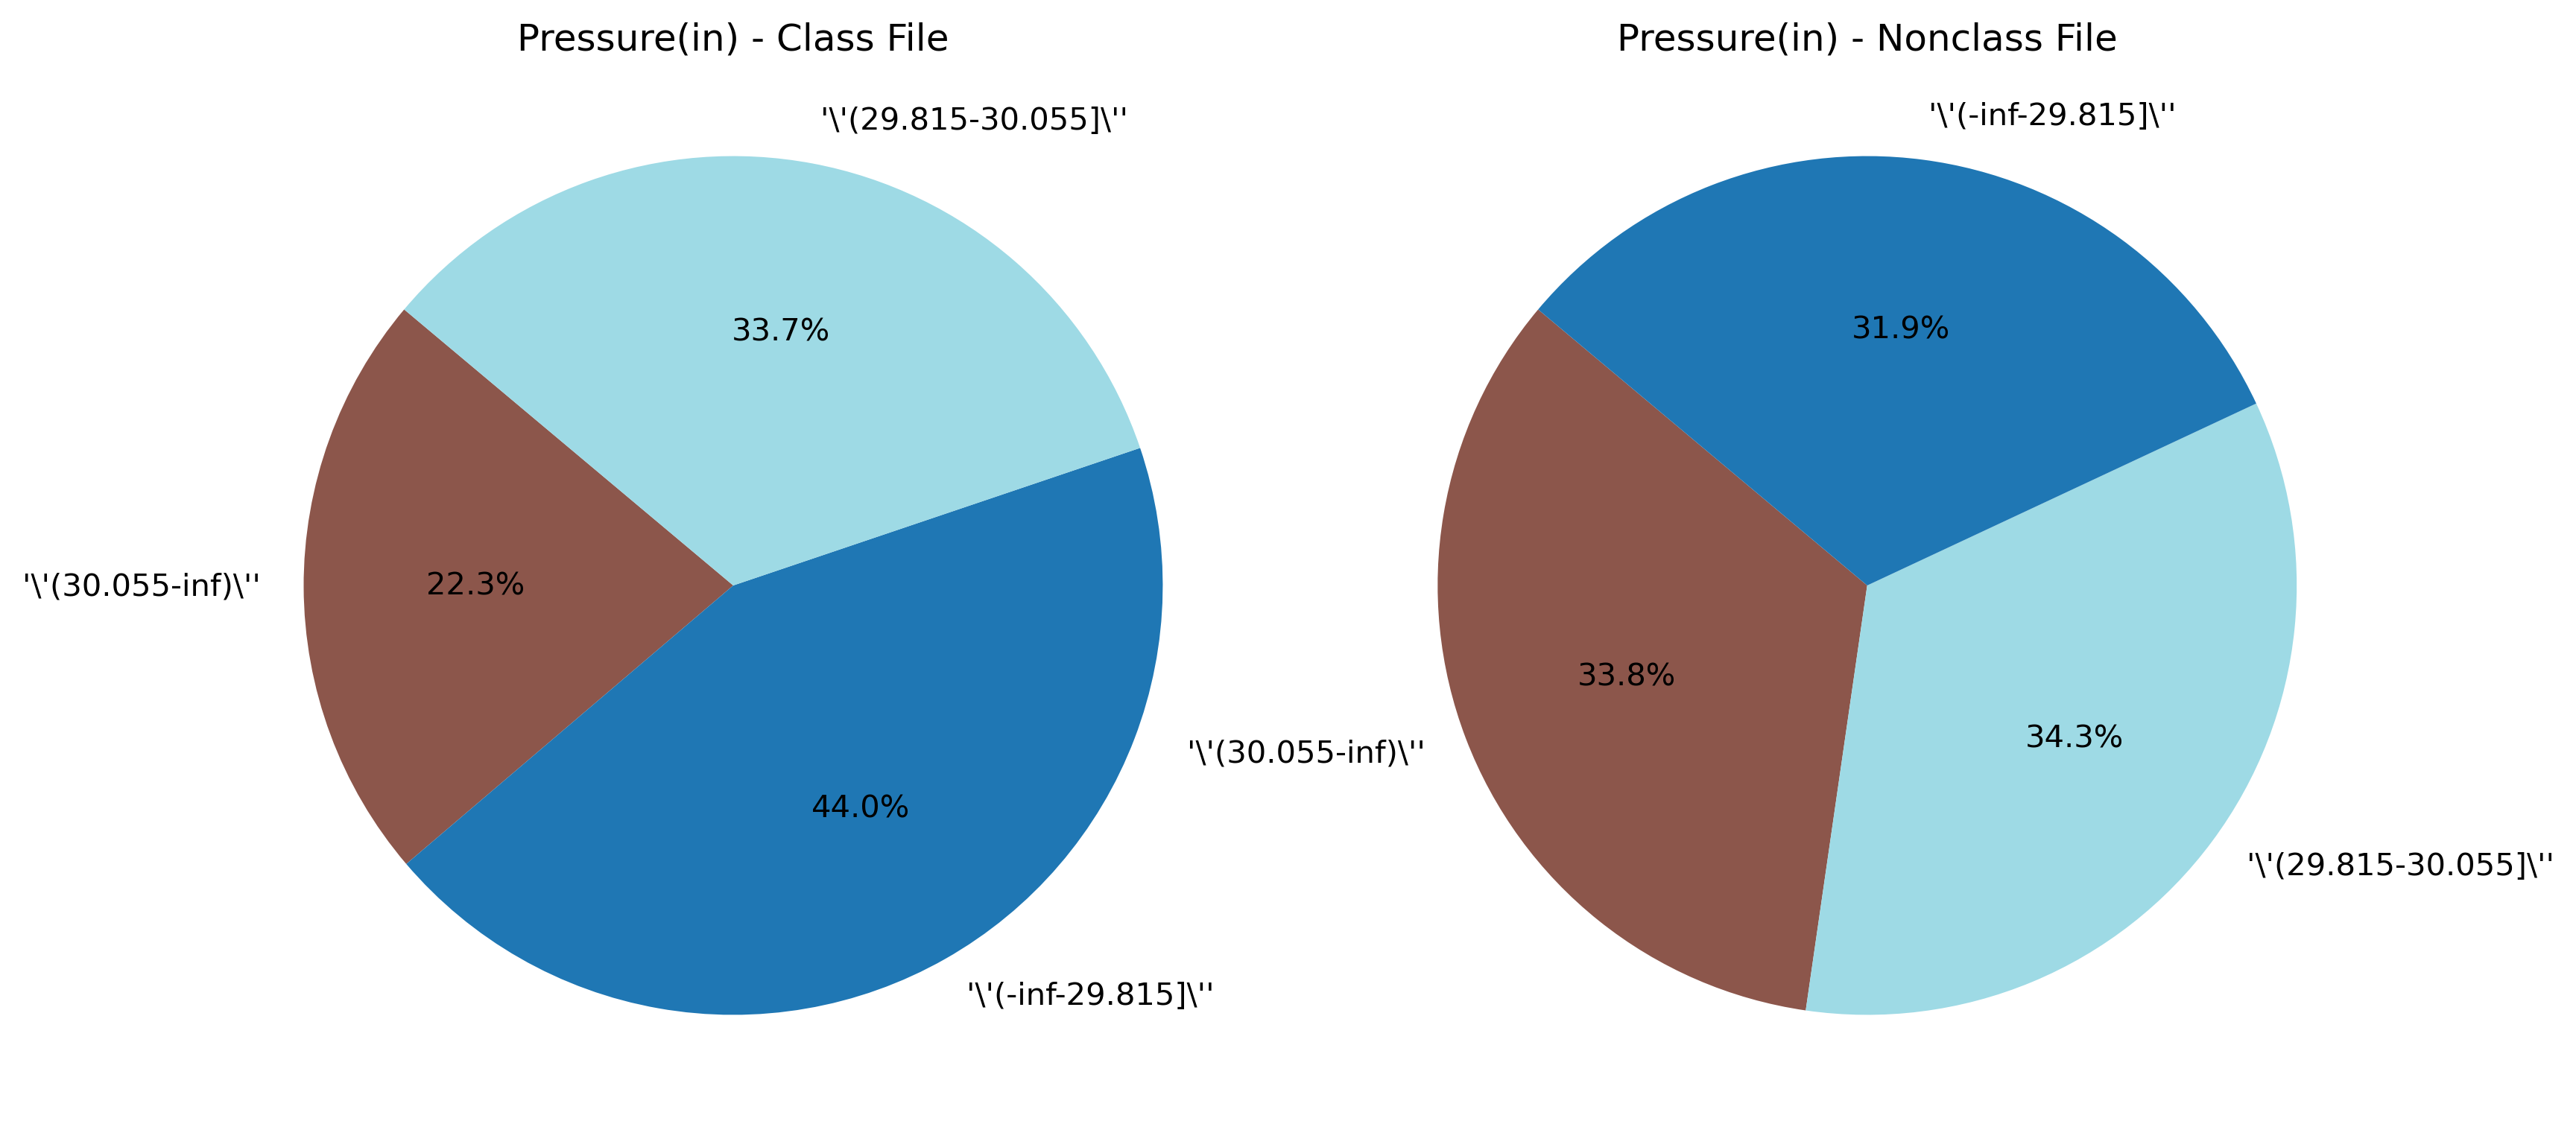 Pressure(in) - Class File
'\'(29.815-30.055]\''
33.7%
'\'(30.055-inf)\''
22.3%
44.0%
'\'(-inf-29.815]\''
Pressure(in) - Nonclass File
'\'(-inf-29.815]\''
31.9%
'\'(30.055-inf)\''
33.8%
34.3%
'\'(29.815-30.055]\''